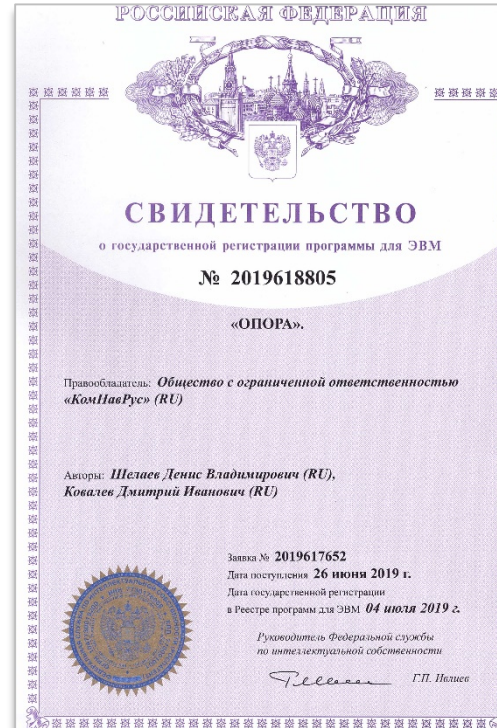 РОССИЙСКАЯ ФЕДЕРАЦИЯ
СВИДЕТЕЛЬСТВО
о государственной регистрации программы для ЭВМ
№ 2019618805
«ОПОРА».
Правообладатель: Общество с ограниченной ответственностью
«КомНавРус» (RU)
Авторы: Шелаев Денис Владимирович (RU),
Ковалев Дмитрий Иванович (RU)
Заявка № 2019617652
Дата поступления 26 июня 2019 г.
Дата государственной регистрации
в Реестре программ для ЭВМ 04 июля 2019 г.
Руководитель Федеральной службы
по интеллектуальной собственности
Г.П. Ивлиев